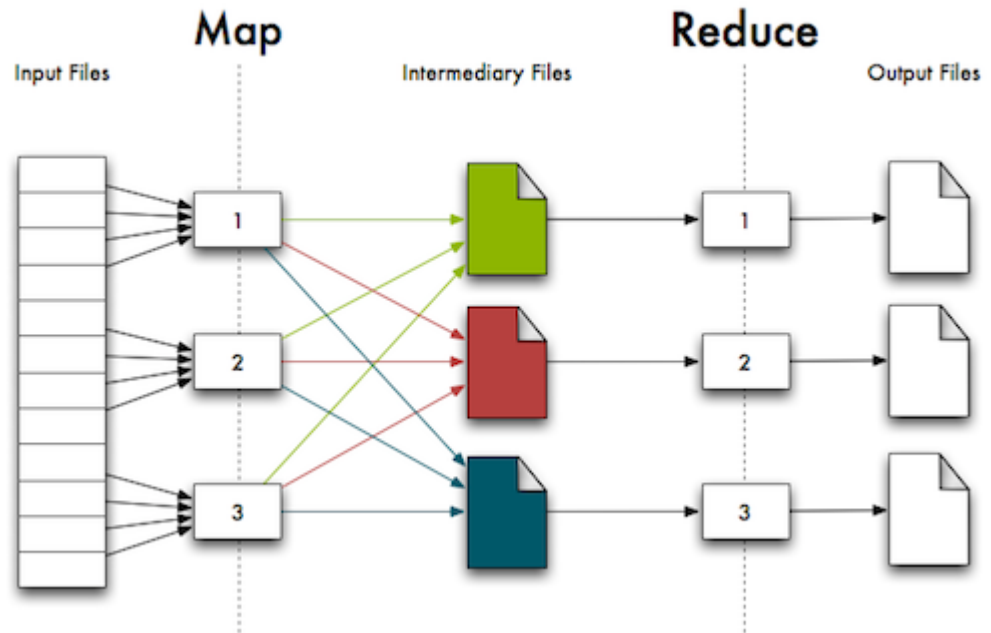 Map
Reduce
Input Files
Intermediary Files
Output Files
1
1
2
2
3
3